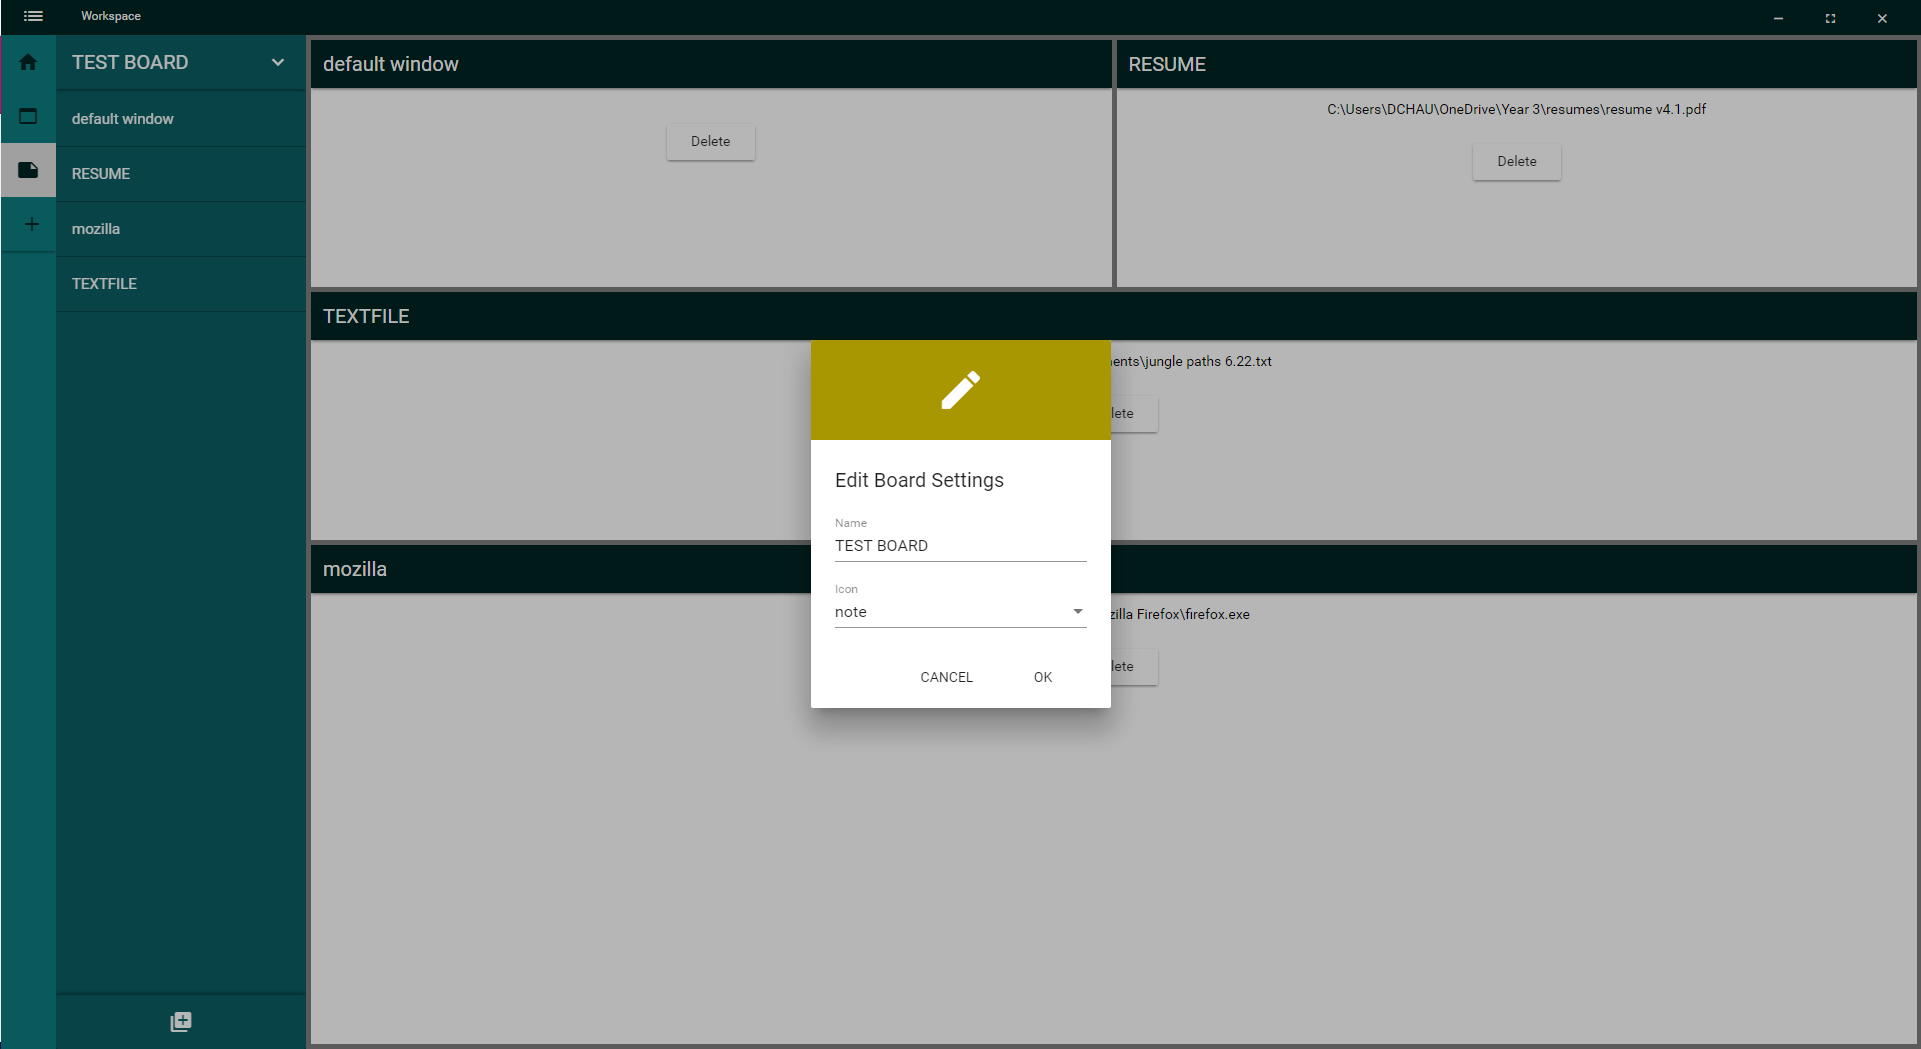 Workspace
TEST BOARD
default window
RESUME
mozilla
TEXTFILE
default window
Delete
RESUME
C:\Users\DCHAU\OneDrive\Year 3\resumes\resume v4.1.pdf
Delete
TEXTFILE
ents\jungle paths 6.22.txt
lete
mozilla
zilla Firefox\firefox.exe
lete
Edit Board Settings
Name
TEST BOARD
Icon
note
CANCEL
OK